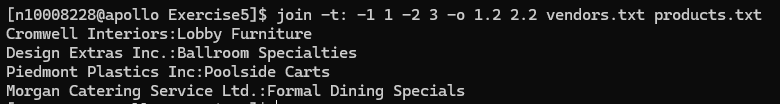 [n10008228@apollo Exercise5]$ join -t: -1 1 -2 3 -o 1.2 2.2 vendors.txt products.txt
Cromwell Interiors:Lobby Furniture
Design Extras Inc.:Ballroom Specialties
Piedmont Plastics Inc:Poolside Carts
Morgan Catering Service Ltd.:Formal Dining Specials